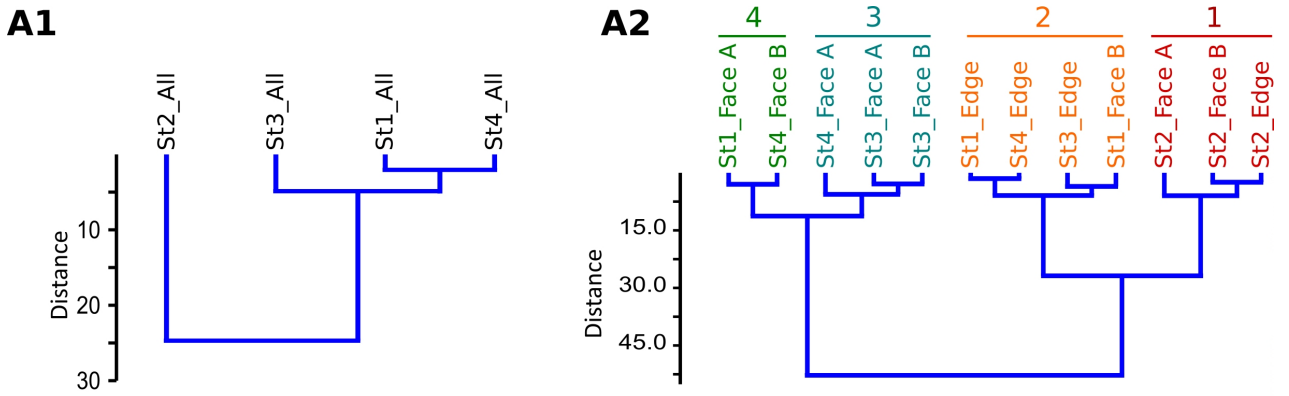 A1
St2_All
St3_All
St1_All
St4_All
Distance
10
20
30
A2
4
3
2
1
St1_Face A
St4_Face B
St4_Face A
St3_Face A
St3_Face B
St1_Edge
St4_Edge
St3_Edge
St1_Face B
St2_Face A
St2_Face B
St2_Edge
Distance
15.0
30.0
45.0